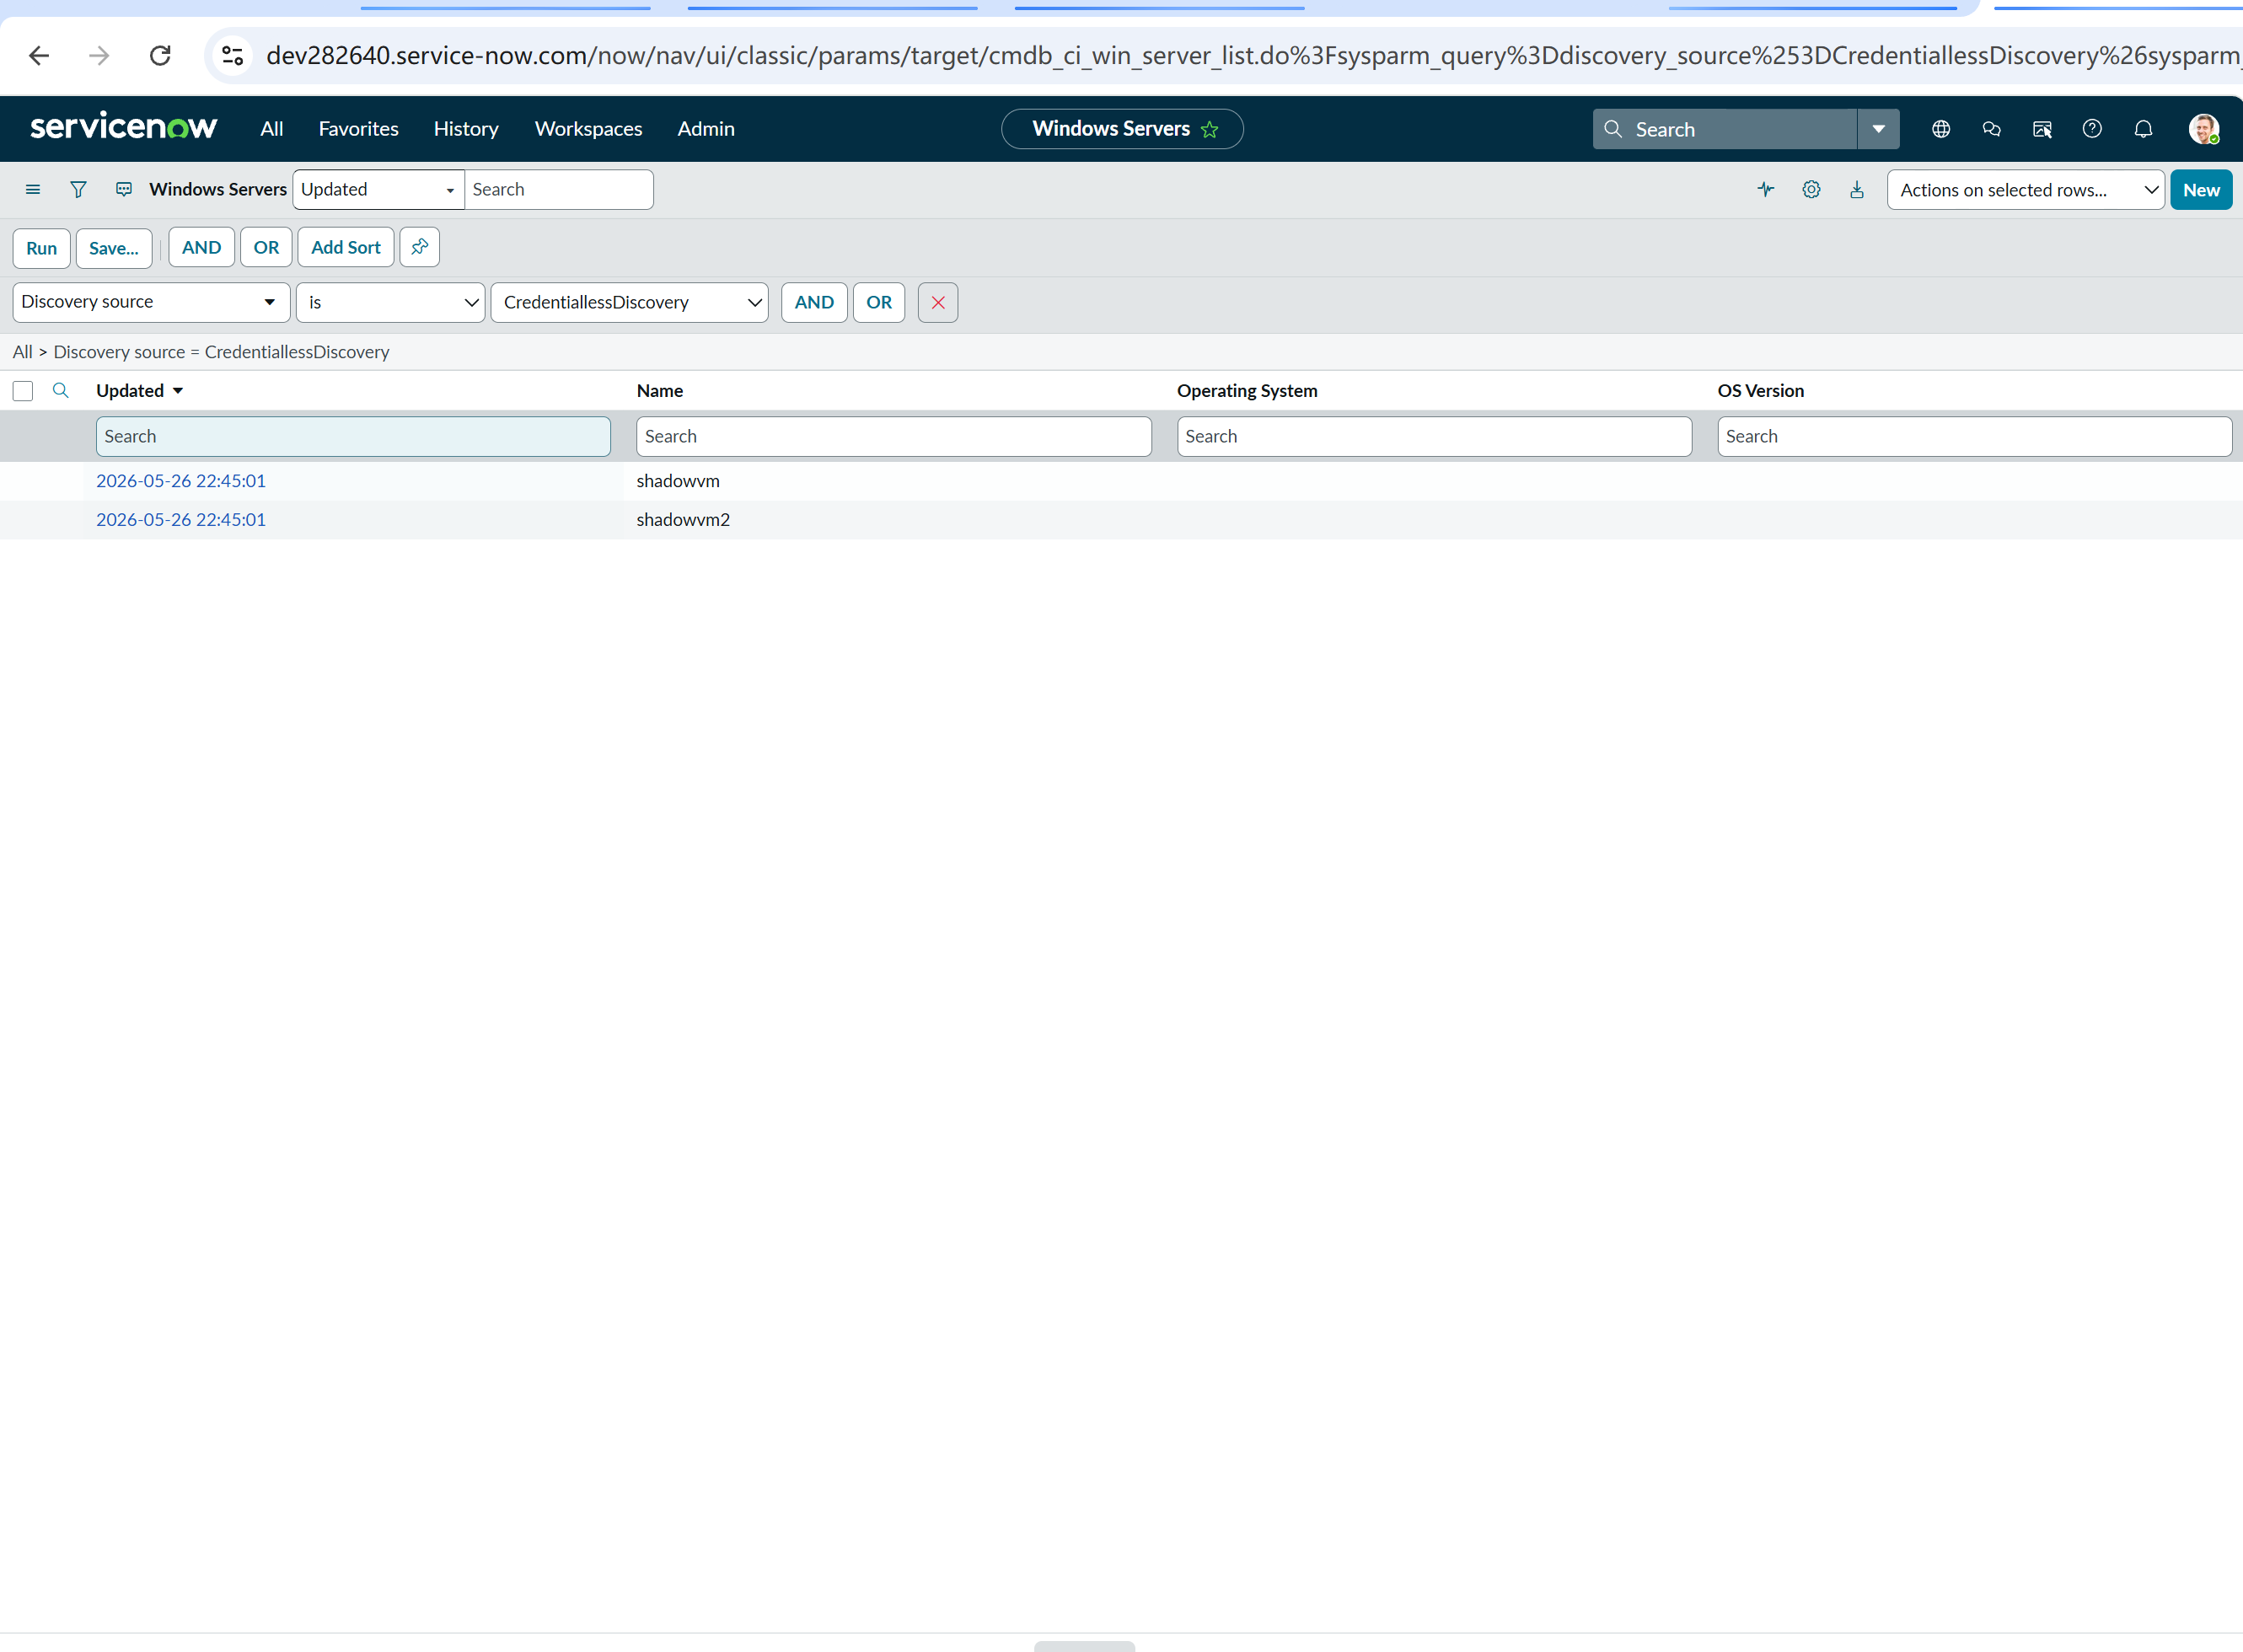 dev282640.service-now.com/now/nav/ui/classic/params/target/cmdb_ci_win_server_list.do%3Fsysparm_query%3Ddiscovery_source%253DCredentiallessDiscovery%26sysparm_
servicenow All Favorites History Workspaces Admin Windows Servers Search
Windows Servers Updated Search Actions on selected rows... New
Run Save... AND OR Add Sort
Discovery source is CredentiallessDiscovery AND OR
All > Discovery source = CredentiallessDiscovery
Updated Name Operating System OS Version
Search Search Search Search
2026-05-26 22:45:01 shadowvm
2026-05-26 22:45:01 shadowvm2